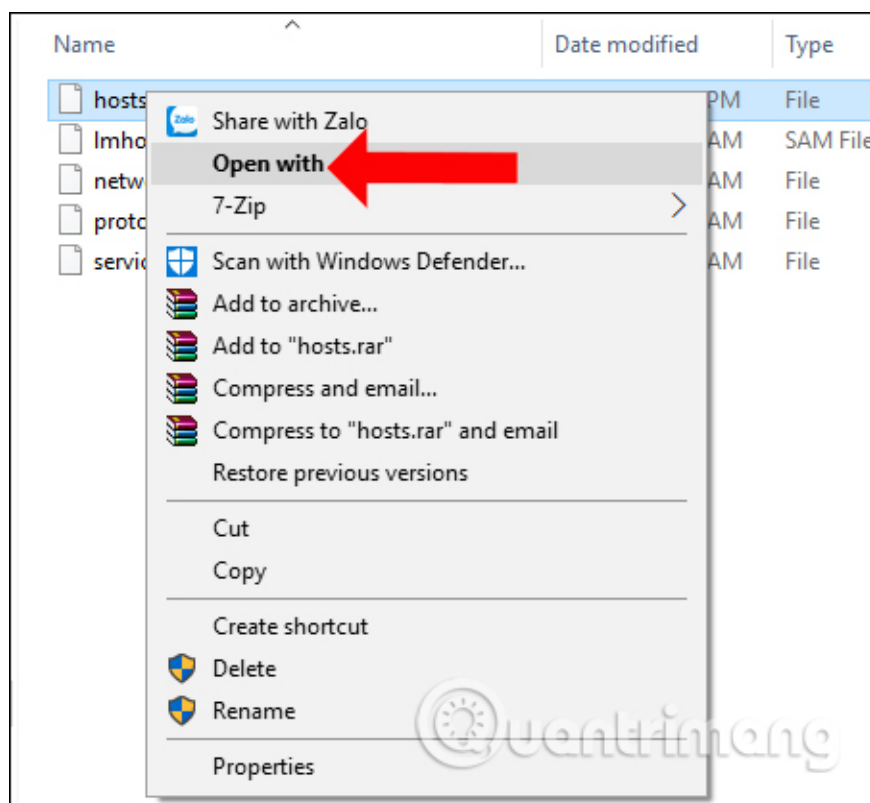 Name Date modified Type
hosts PM File
lmho AM SAM File
netw AM File
proto AM File
servic AM File
Zalo Share with Zalo
Open with
7-Zip
Scan with Windows Defender...
Add to archive...
Add to "hosts.rar"
Compress and email...
Compress to "hosts.rar" and email
Restore previous versions
Cut
Copy
Create shortcut
Delete
Rename
Properties
Quantrimang